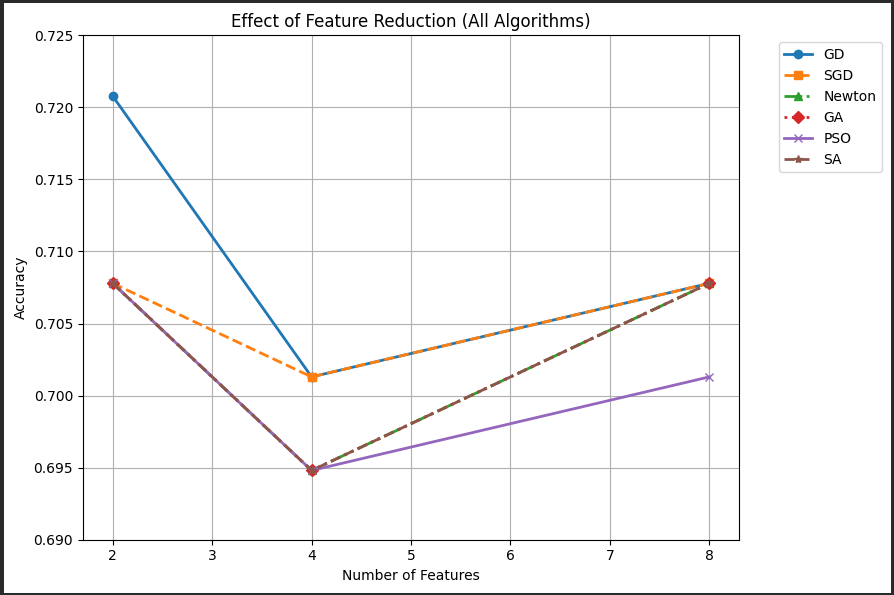 Effect of Feature Reduction (All Algorithms)
0.725
0.720
0.715
0.710
0.705
0.700
0.695
0.690
Accuracy
2 3 4 5 6 7 8
Number of Features
GD
SGD
Newton
GA
PSO
SA